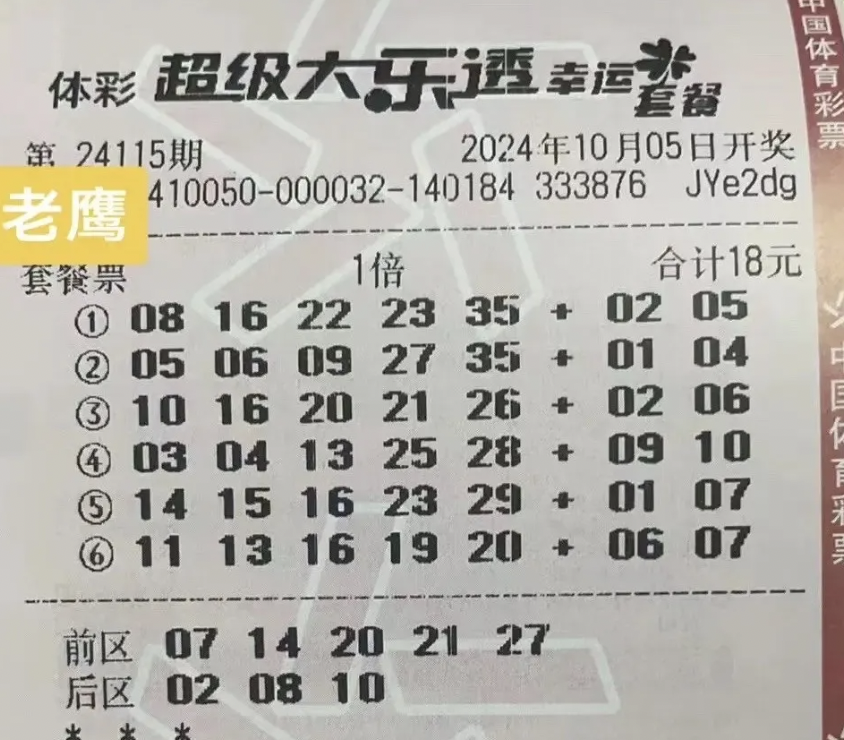 体彩 超级大乐透 幸运套餐
第 24115期 2024年10月05日开奖
老鹰
410050-000032-140184 333876 JYe2dg
套餐票 1倍 合计18元
① 08 16 22 23 35 + 02 05
② 05 06 09 27 35 + 01 04
③ 10 16 20 21 26 + 02 06
④ 03 04 13 25 28 + 09 10
⑤ 14 15 16 23 29 + 01 07
⑥ 11 13 16 19 20 + 06 07
前区 07 14 20 21 27
后区 02 08 10
* * *
中国体育彩票
中国体育彩票